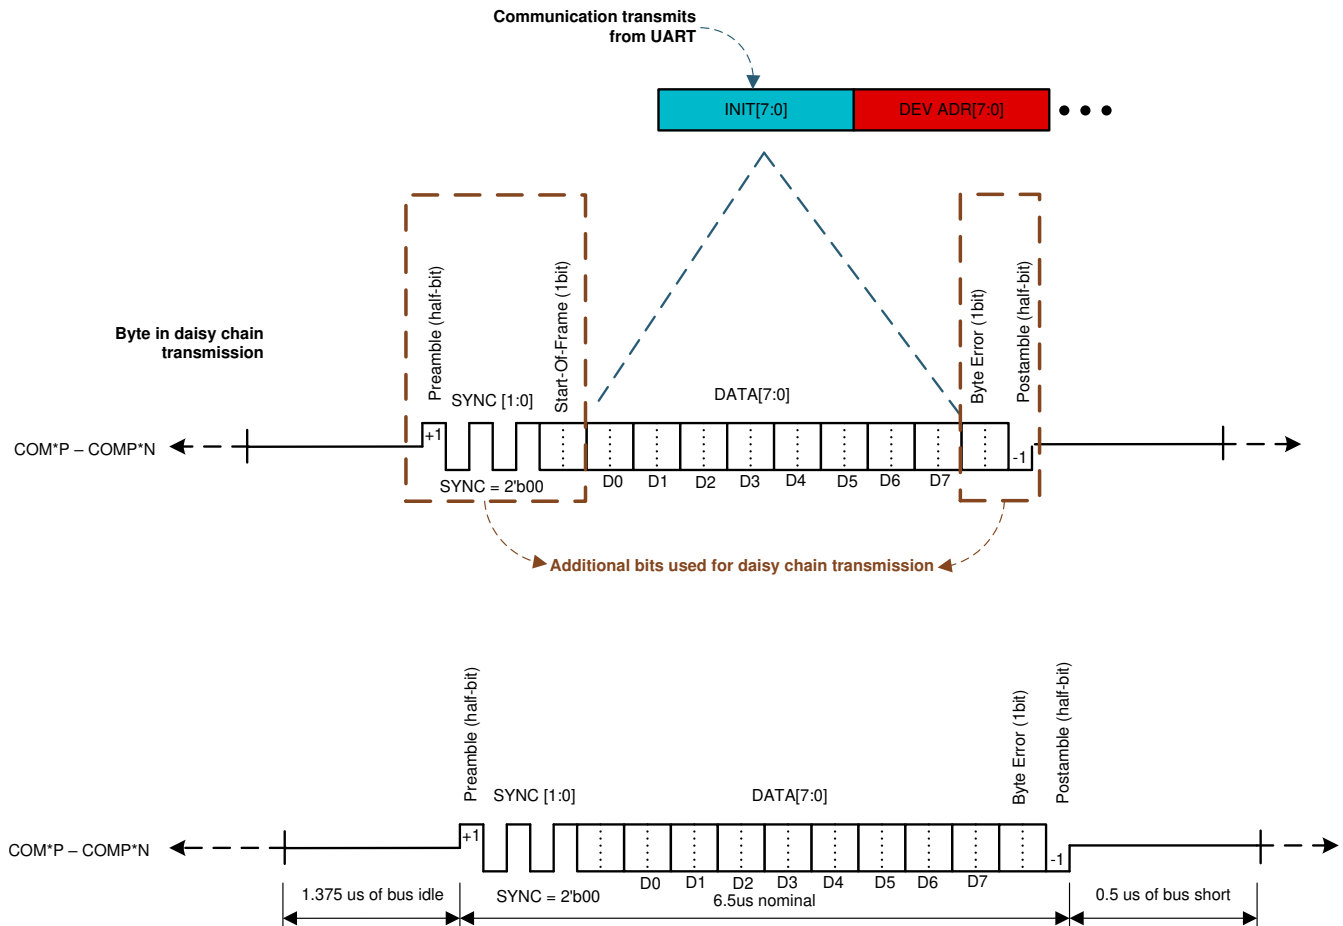 Communication transmits
from UART
INIT[7:0]
DEV ADR[7:0]
Byte in daisy chain
transmission
Preamble (half-bit)
SYNC [1:0]
Start-Of-Frame (1bit)
DATA[7:0]
Byte Error (1bit)
Postamble (half-bit)
COM*P – COMP*N
+1
-1
SYNC = 2'b00
D0 D1 D2 D3 D4 D5 D6 D7
Additional bits used for daisy chain transmission
Preamble (half-bit)
SYNC [1:0]
DATA[7:0]
Byte Error (1bit)
Postamble (half-bit)
COM*P – COMP*N
+1
-1
D0 D1 D2 D3 D4 D5 D6 D7
1.375 us of bus idle
SYNC = 2'b00
6.5us nominal
0.5 us of bus short